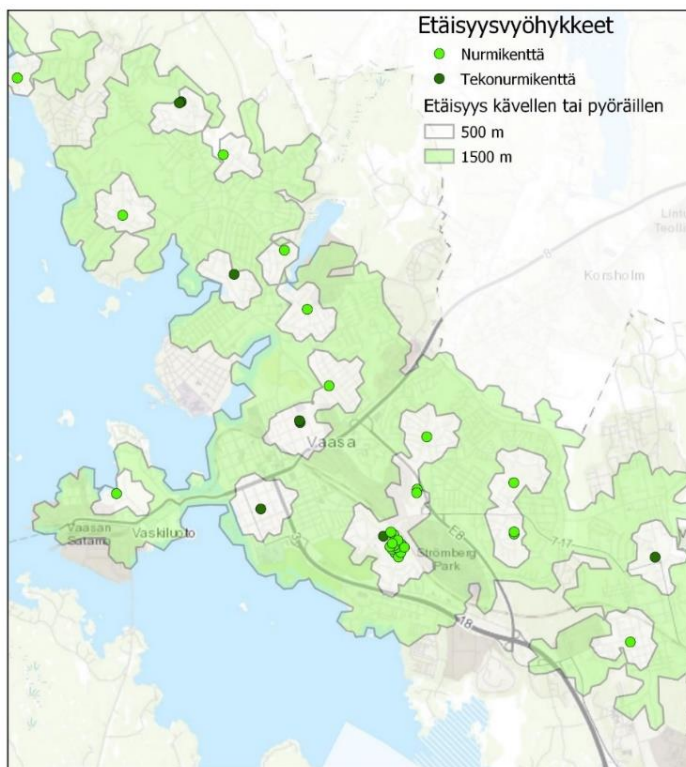 Etäisyysvyöhykkeet
Nurmikenttä
Tekonurmikenttä
Etäisyys kävellen tai pyöräillen
500 m
1500 m
8
Korsholm
Vaasa
E8
Vaasan
Satama
Vaskiluoto
3
Strömberg
Park
717
18